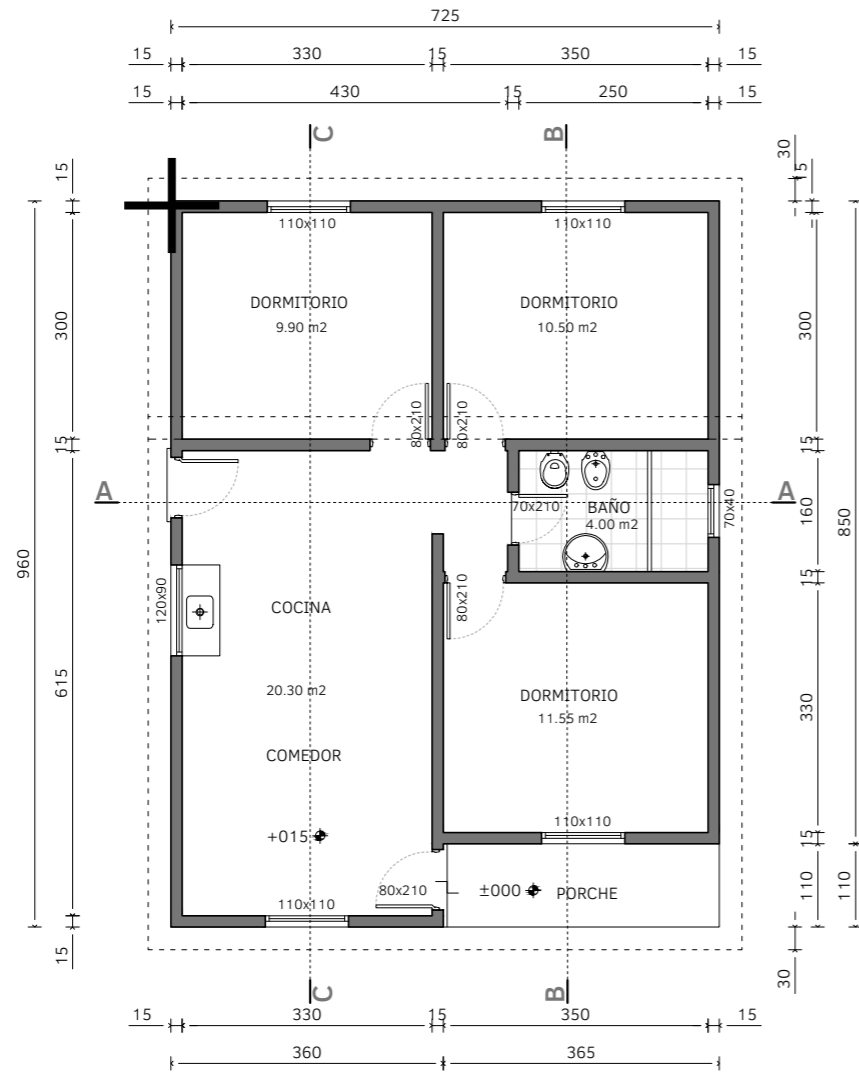 725
15 330 15 350 15
15 430 15 250 15
C B
30
15 15
110x110 110x110
DORMITORIO DORMITORIO
9.90 m2 10.50 m2
300 300
80x210 80x210
15 15
A A
70x210 BAÑO 70x40
4.00 m2
160
960 850
120x90 COCINA 80x210
15
615
20.30 m2 DORMITORIO
11.55 m2
330
COMEDOR
110x110
+015 15
80x210 ±000 PORCHE
110 110
110x110
15
30
C B
15 330 15 350 15
360 365